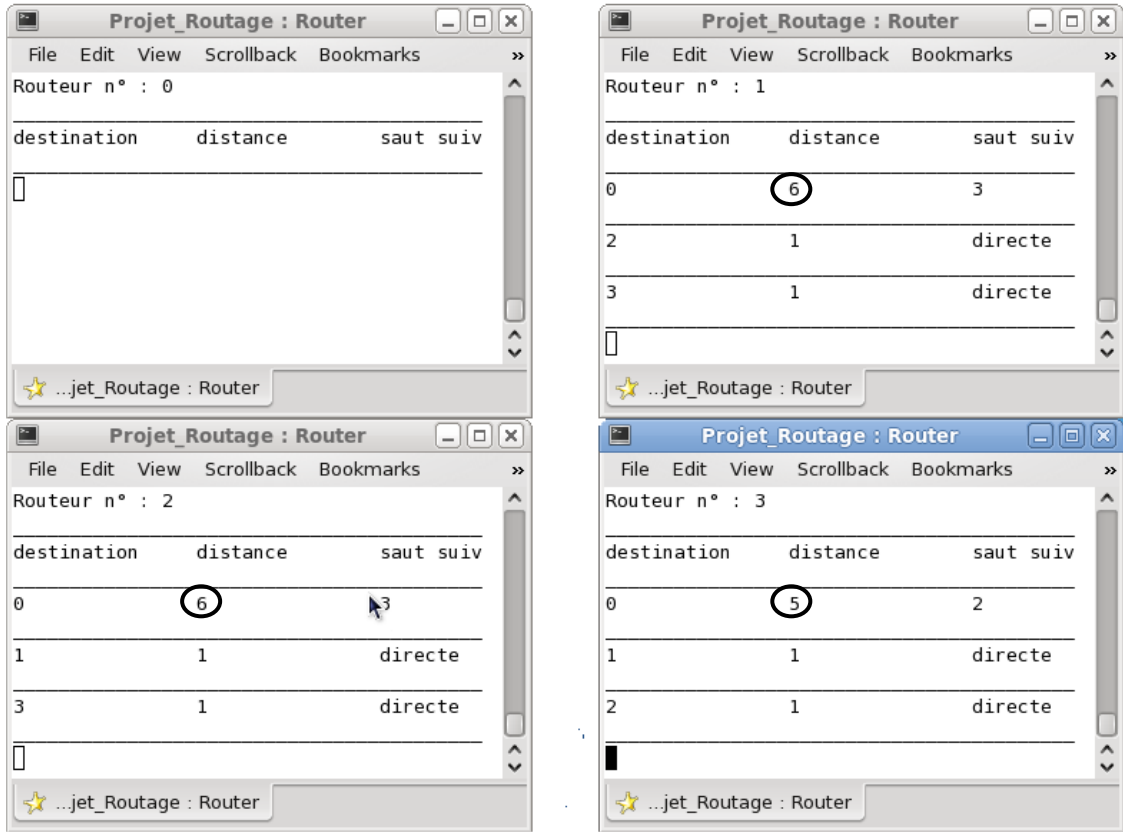 Projet_Routage : Router
File Edit View Scrollback Bookmarks »
Routeur n° : 0
destination distance saut suiv
...jet_Routage : Router
Projet_Routage : Router
File Edit View Scrollback Bookmarks »
Routeur n° : 1
destination distance saut suiv
0 6 3
2 1 directe
3 1 directe
...jet_Routage : Router
Projet_Routage : Router
File Edit View Scrollback Bookmarks »
Routeur n° : 2
destination distance saut suiv
0 6 3
1 1 directe
3 1 directe
...jet_Routage : Router
Projet_Routage : Router
File Edit View Scrollback Bookmarks »
Routeur n° : 3
destination distance saut suiv
0 5 2
1 1 directe
2 1 directe
...jet_Routage : Router